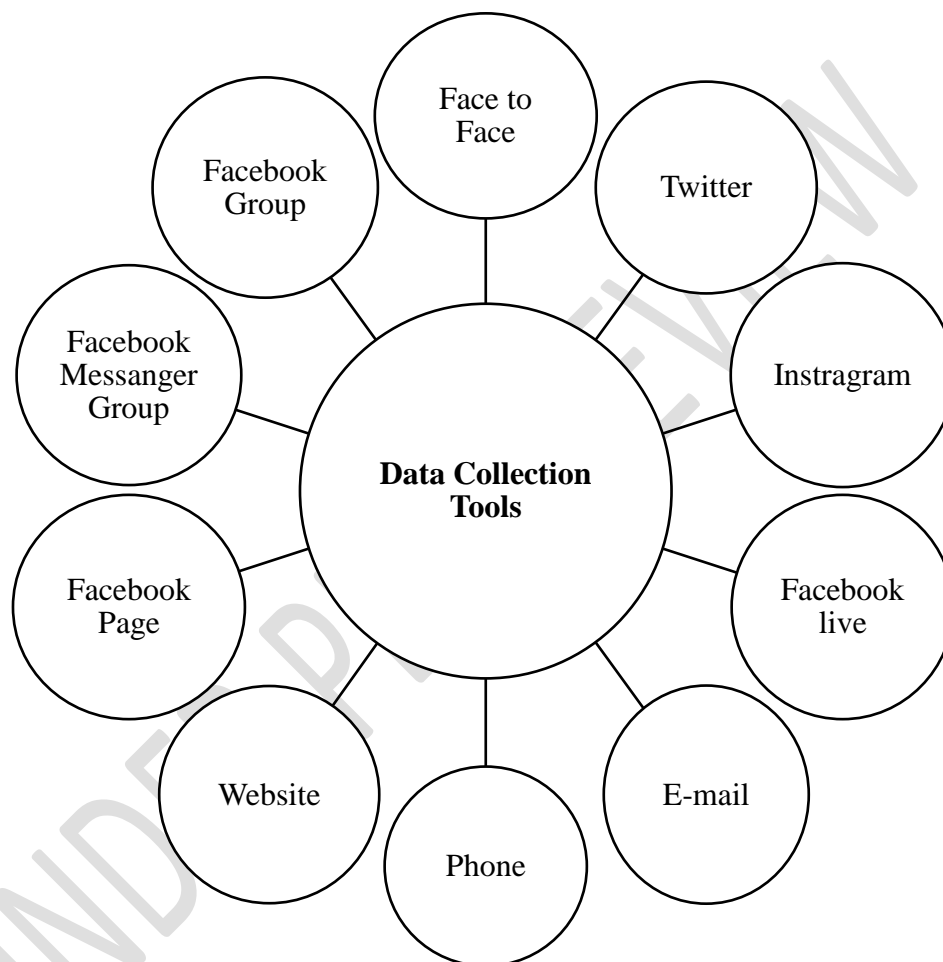 Face to
Face
Twitter
Instragram
Facebook
live
E-mail
Phone
Website
Facebook
Page
Facebook
Messanger
Group
Facebook
Group
Data Collection
Tools